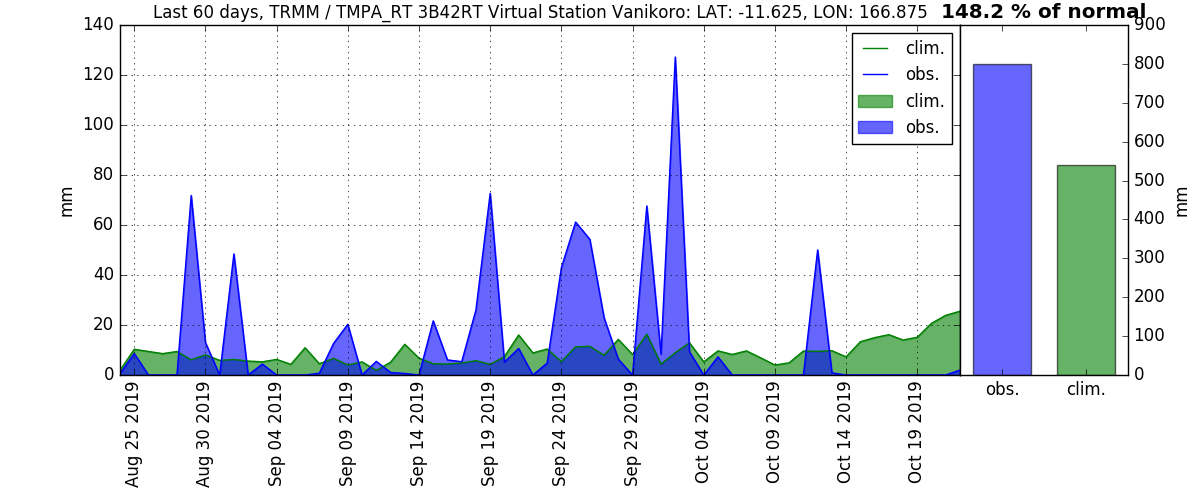 Last 60 days, TRMM / TMPA_RT 3B42RT Virtual Station Vanikoro: LAT: -11.625, LON: 166.875 148.2 % of normal
140
120
100
80
60
40
20
0
mm
clim.
obs.
clim.
obs.
900
800
700
600
500
400
300
200
100
0
mm
obs. clim.
Aug 25 2019
Aug 30 2019
Sep 04 2019
Sep 09 2019
Sep 14 2019
Sep 19 2019
Sep 24 2019
Sep 29 2019
Oct 04 2019
Oct 09 2019
Oct 14 2019
Oct 19 2019